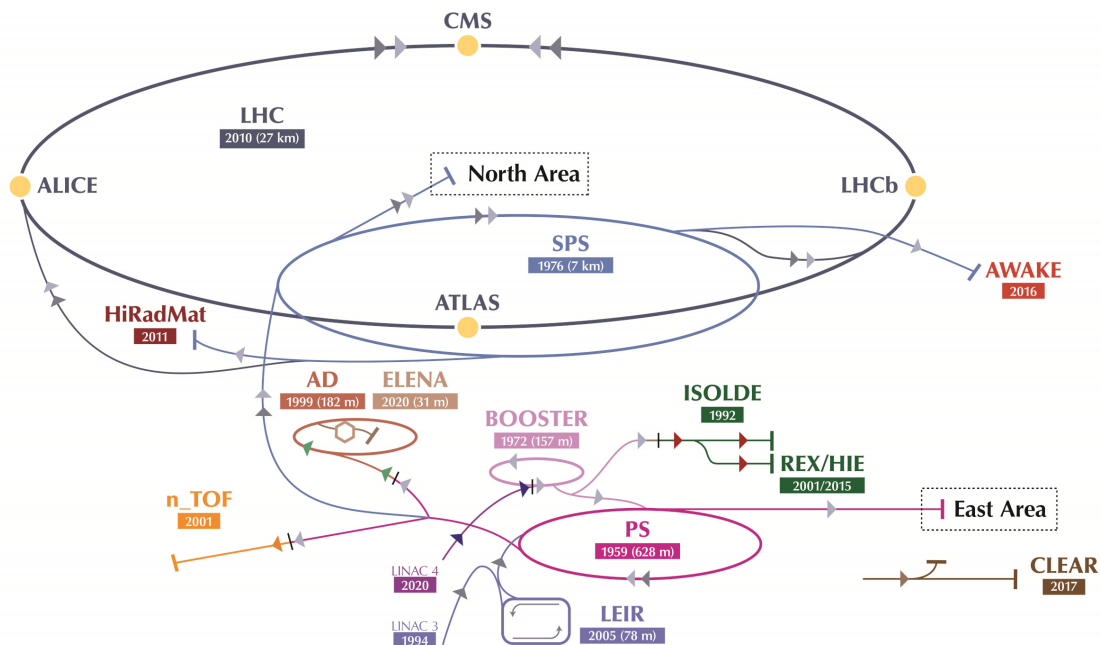 CMS
LHC
2010 (27 km)
North Area
ALICE
LHCb
SPS
1976 (7 km)
AWAKE
2016
ATLAS
HiRadMat
2011
AD
1999 (182 m)
ELENA
2020 (31 m)
ISOLDE
1992
BOOSTER
1972 (157 m)
REX/HIE
2001/2015
n_TOF
2001
East Area
PS
1959 (628 m)
LINAC 4
2020
CLEAR
2017
LEIR
2005 (78 m)
LINAC 3
1994